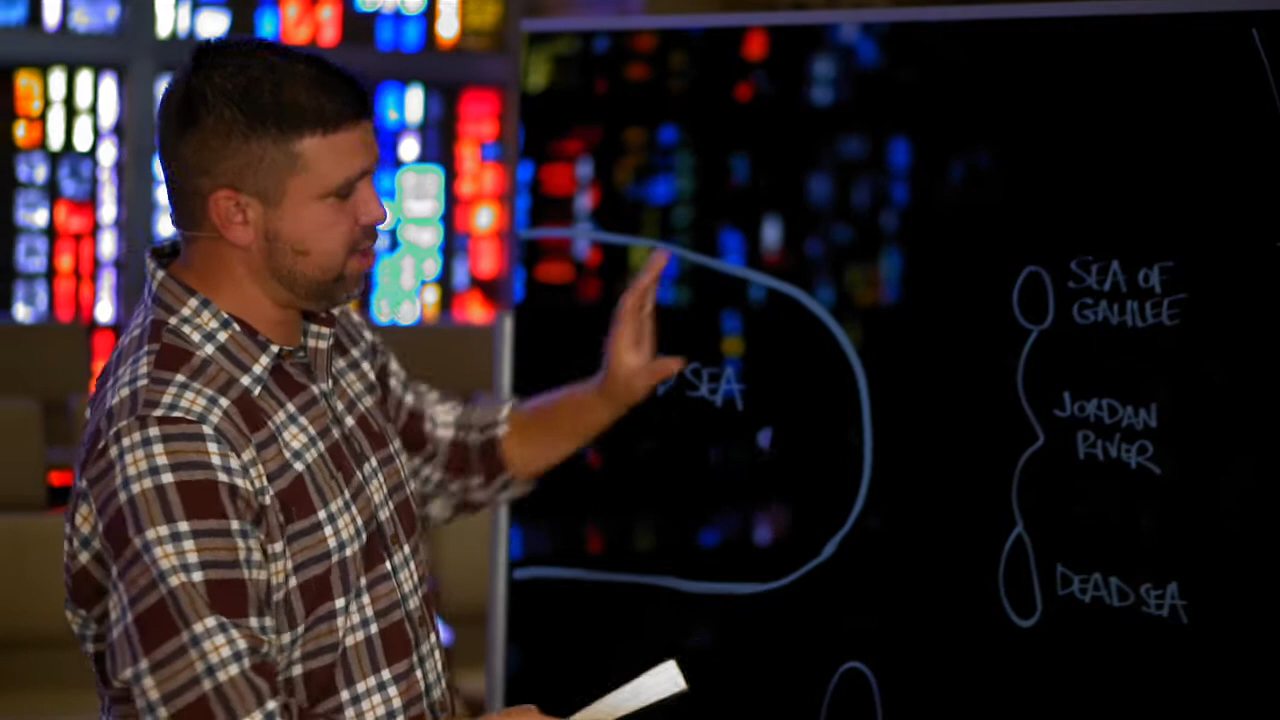 SEA
SEA OF
GALILEE
JORDAN
RIVER
DEAD SEA